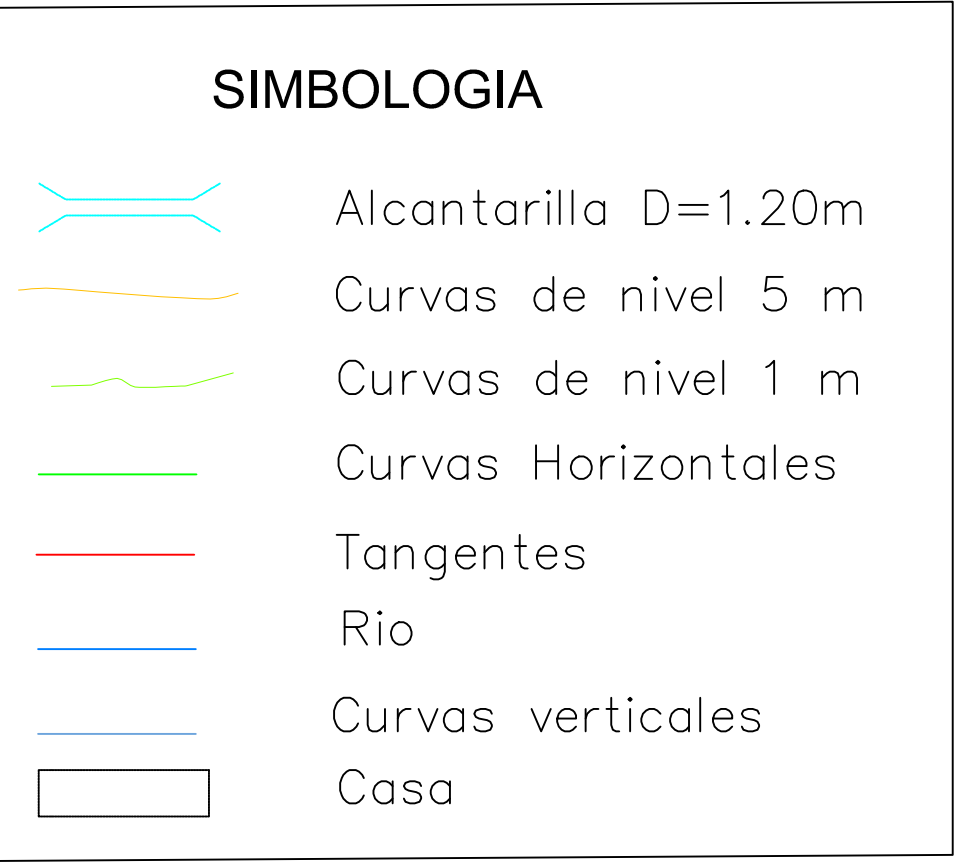 SIMBOLOGIA
Alcantarilla D=1.20m
Curvas de nivel 5 m
Curvas de nivel 1 m
Curvas Horizontales
Tangentes
Rio
Curvas verticales
Casa